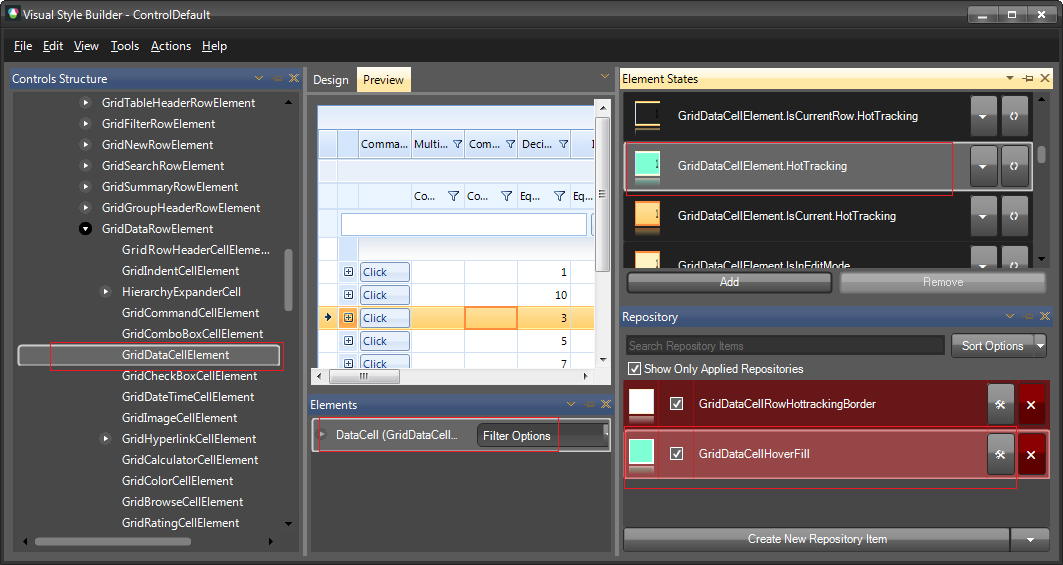 Visual Style Builder - ControlDefault
File Edit View Tools Actions Help
Controls Structure
GridTableHeaderRowElement
GridFilterRowElement
GridNewRowElement
GridSearchRowElement
GridSummaryRowElement
GridGroupHeaderRowElement
GridDataRowElement
GridRowHeaderCellEleme...
GridIndentCellElement
HierarchyExpanderCell
GridCommandCellElement
GridComboBoxCellElement
GridDataCellElement
GridCheckBoxCellElement
GridDateTimeCellElement
GridImageCellElement
GridHyperlinkCellElement
GridCalculatorCellElement
GridColorCellElement
GridBrowseCellElement
GridRatingCellElement
Design Preview
Comma... Multi... Com... Deci...
Co... Co... Eq... Eq...
Click 1
Click 10
Click 3
Click 5
Click 7
Elements
DataCell (GridDataCell... Filter Options
Element States
GridDataCellElement.IsCurrentRow.HotTracking
GridDataCellElement.HotTracking
GridDataCellElement.IsCurrent.HotTracking
GridDataCellElement.IsInEditMode
Add Remove
Repository
Search Repository Items Sort Options
Show Only Applied Repositories
GridDataCellRowHottrackingBorder
GridDataCellHoverFill
Create New Repository Item